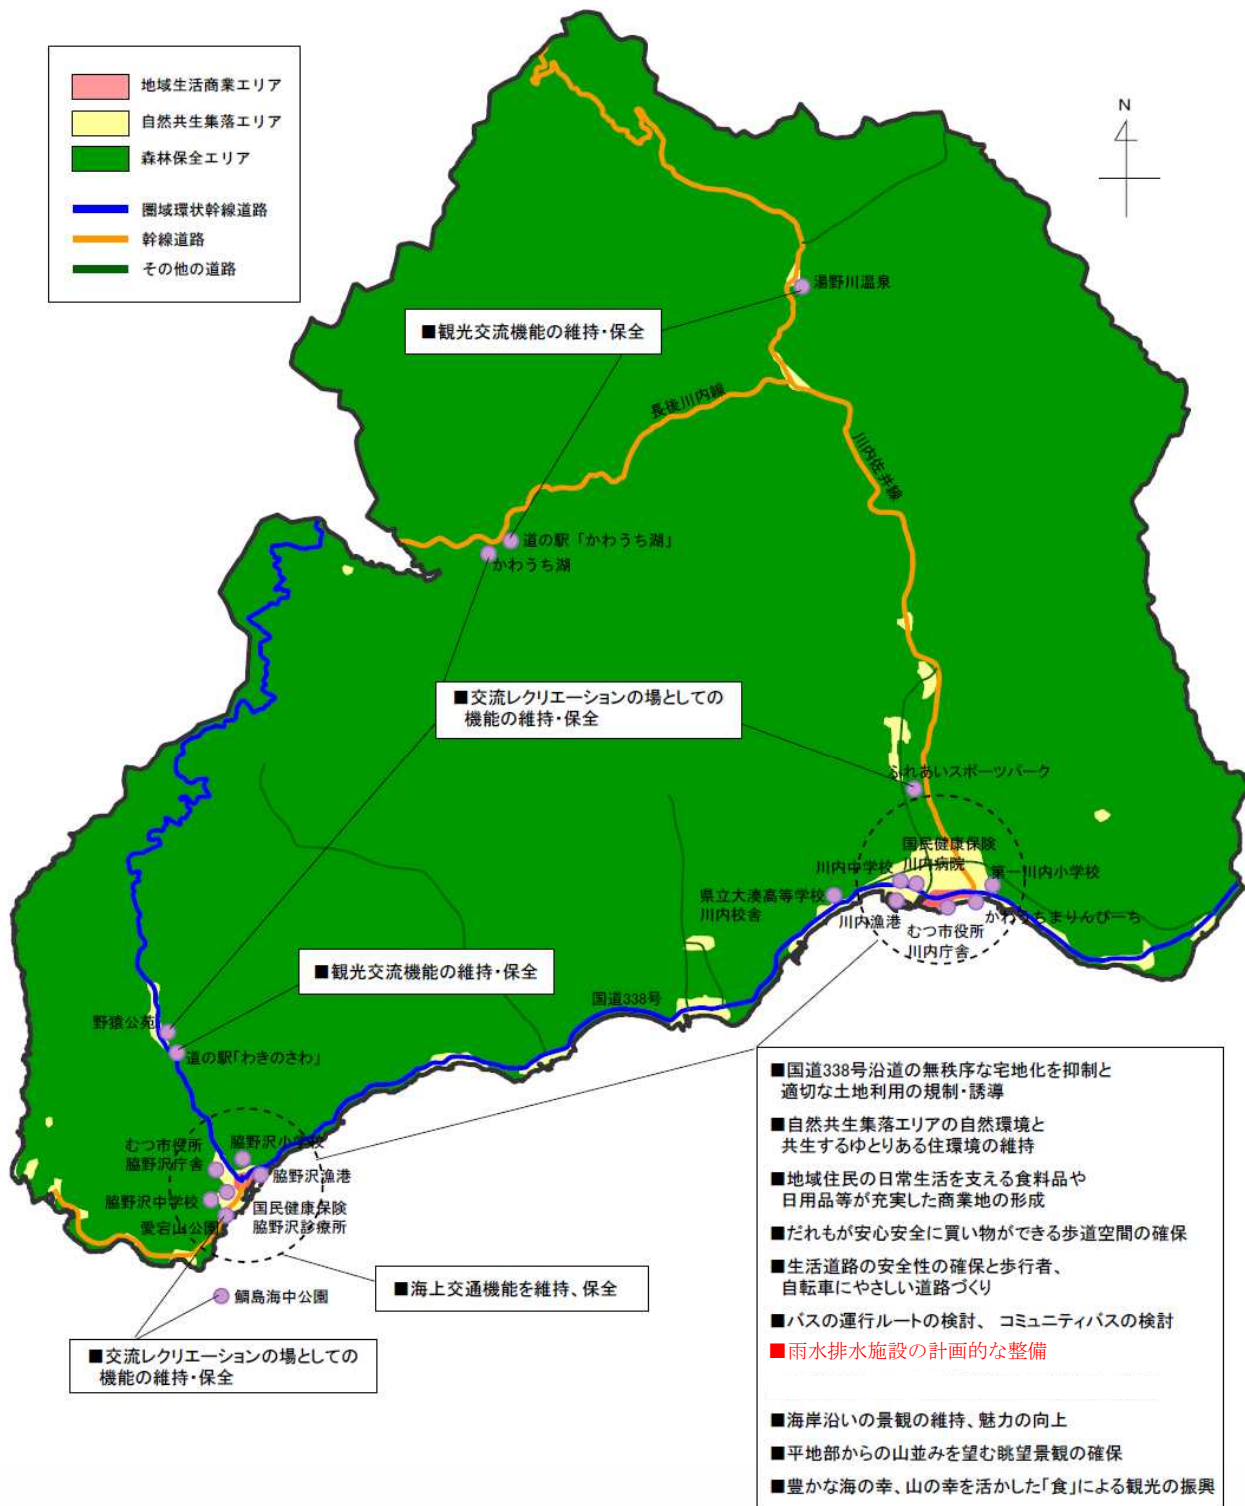 地域生活商業エリア
自然共生集落エリア
森林保全エリア
圏域環状幹線道路
幹線道路
その他の道路
N
湯野川温泉
■観光交流機能の維持・保全
長後川内線
川内佐井線
道の駅「かわうち湖」
かわうち湖
■交流レクリエーションの場としての
機能の維持・保全
ふれあいスポーツパーク
国民健康保険
川内病院
川内中学校
第一川内小学校
県立大湊高等学校
川内校舎
川内漁港
かわうちまりんびーち
むつ市役所
川内庁舎
■観光交流機能の維持・保全
国道338号
野猿公苑
道の駅「わきのさわ」
むつ市役所
脇野沢庁舎
脇野沢小学校
脇野沢漁港
脇野沢中学校
国民健康保険
脇野沢診療所
愛宕山公園
■海上交通機能を維持、保全
鯛島海中公園
■交流レクリエーションの場としての
機能の維持・保全
■国道338号沿道の無秩序な宅地化を抑制と
適切な土地利用の規制・誘導
■自然共生集落エリアの自然環境と
共生するゆとりある住環境の維持
■地域住民の日常生活を支える食料品や
日用品等が充実した商業地の形成
■だれもが安心安全に買い物ができる歩道空間の確保
■生活道路の安全性の確保と歩行者、
自転車にやさしい道路づくり
■バスの運行ルートの検討、コミュニティバスの検討
■雨水排水施設の計画的な整備
■海岸沿いの景観の維持、魅力の向上
■平地部からの山並みを望む眺望景観の確保
■豊かな海の幸、山の幸を活かした「食」による観光の振興